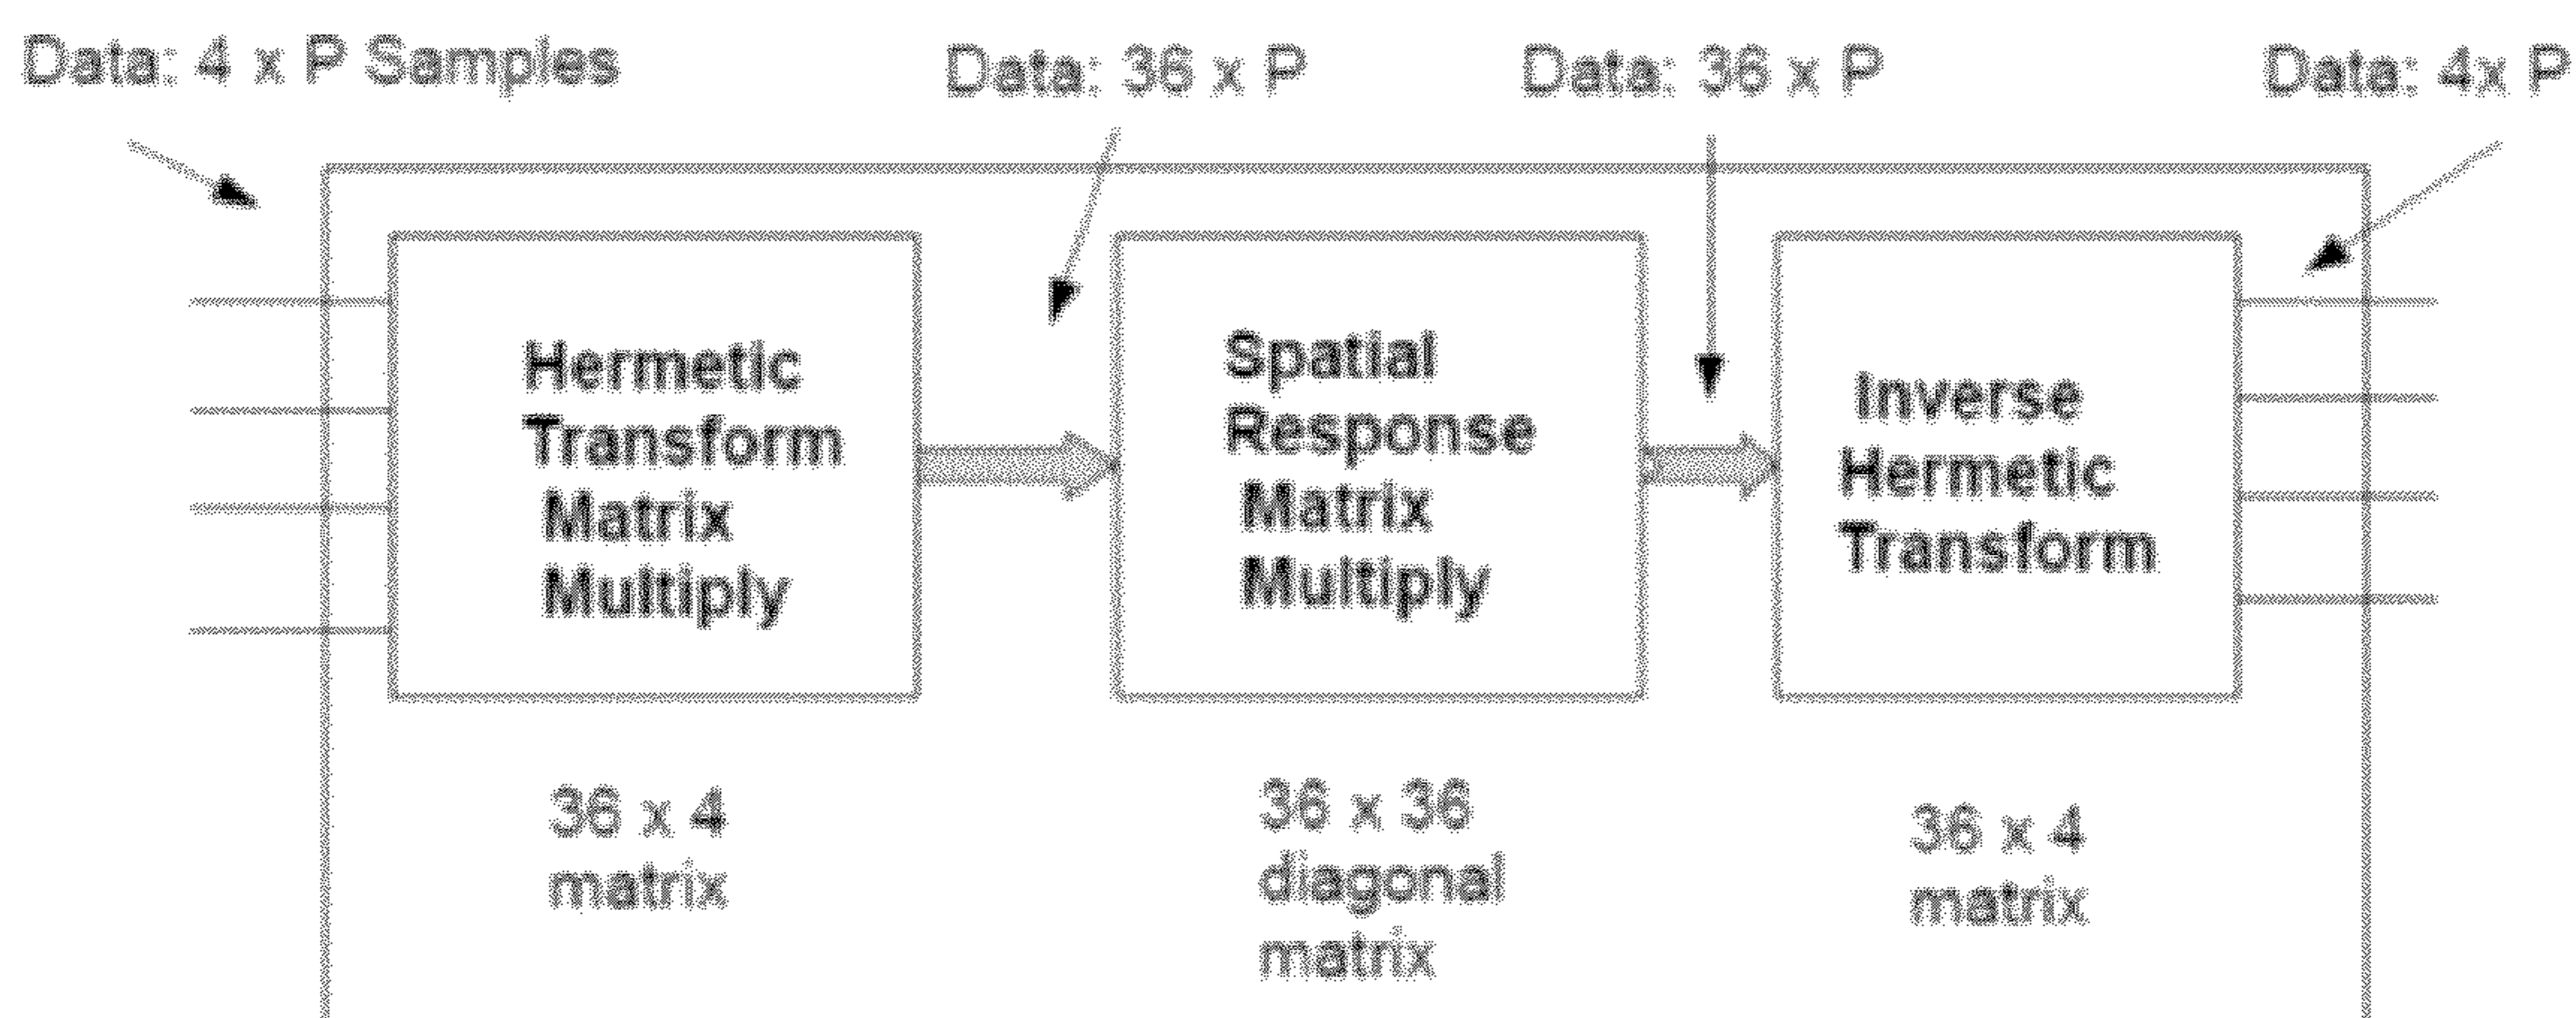 Data: 4 x P Samples
Data: 36 x P
Data: 36 x P
Data: 4x P
Hermetic
Transform
Matrix
Multiply
Spatial
Response
Matrix
Multiply
Inverse
Hermetic
Transform
36 x 4
matrix
36 x 36
diagonal
matrix
36 x 4
matrix